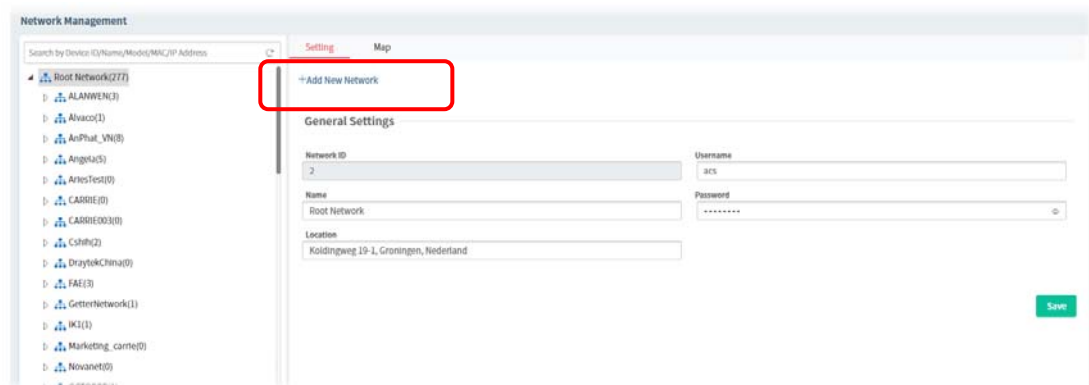 Network Management
Search by Device ID/Name/Model/MAC/IP Address
Root Network(277)
ALANWEN(3)
Alvaco(1)
AnPhat_VN(8)
Angela(5)
AriesTest(0)
CARRIE(0)
CARRIE003(0)
Cshih(2)
DraytekChina(0)
FAE(3)
GetterNetwork(1)
IK1(1)
Marketing_carrie(0)
Novanet(0)
Setting Map
+Add New Network
General Settings
Network ID Username
2 acs
Name Password
Root Network ••••••••
Location
Koldingweg 19-1, Groningen, Nederland
Save